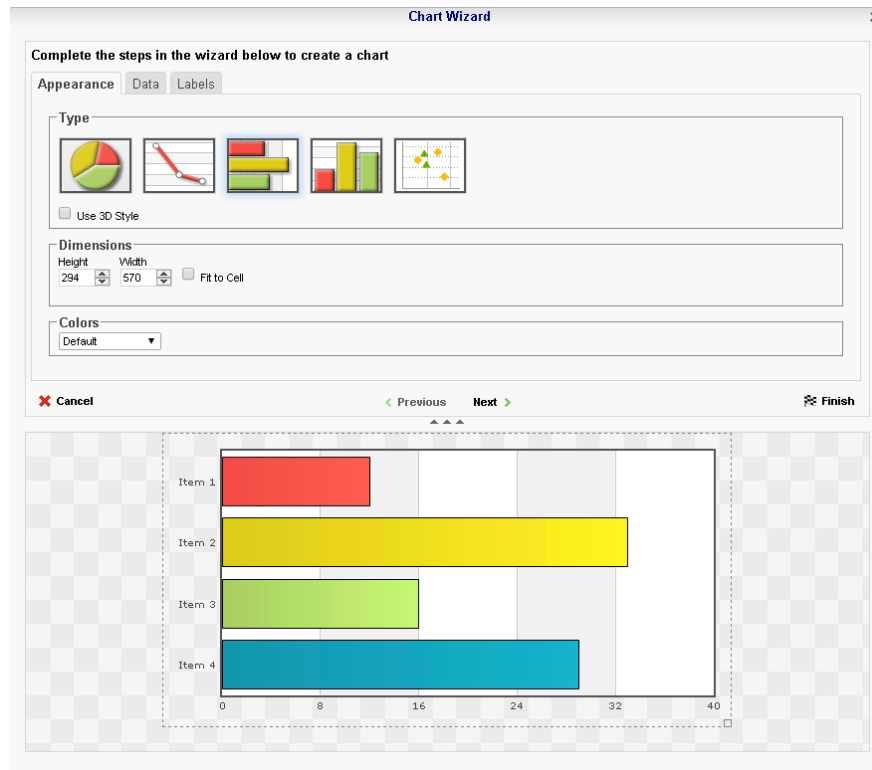 Chart Wizard
Complete the steps in the wizard below to create a chart
Appearance Data Labels
Type
Use 3D Style
Dimensions
Height Width
294 570 Fit to Cell
Colors
Default
Cancel Previous Next Finish
Item 1
Item 2
Item 3
Item 4
0 8 16 24 32 40